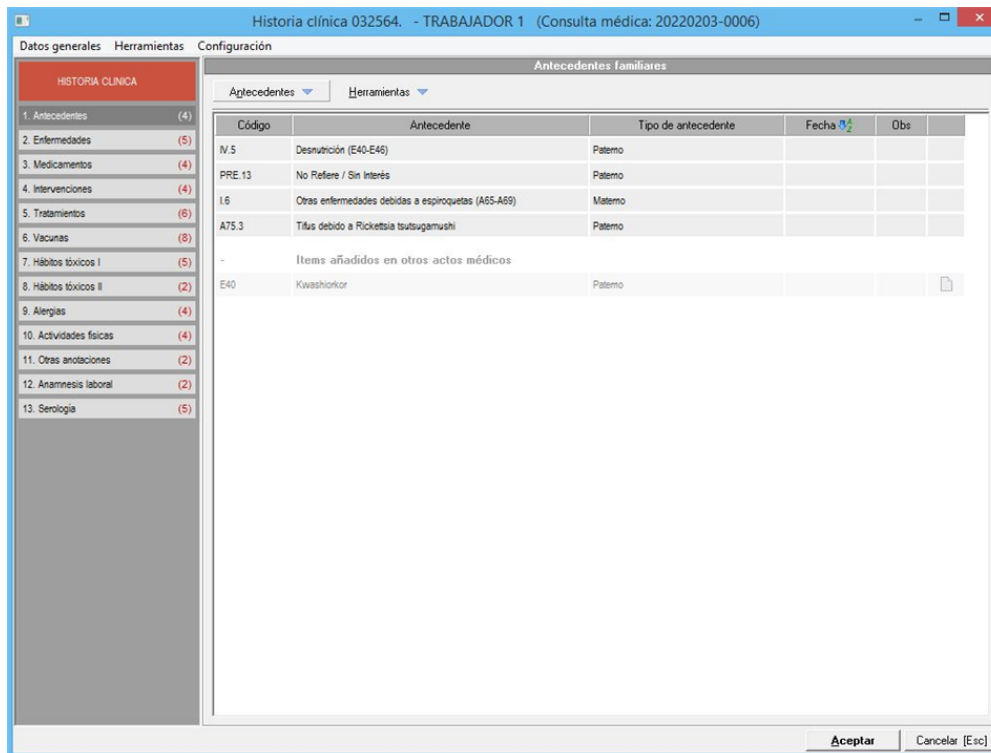 Historia clínica 032564. - TRABAJADOR 1 (Consulta médica: 20220203-0006)
Datos generales Herramientas Configuración
HISTORIA CLINICA
1. Antecedentes (4)
2. Enfermedades (5)
3. Medicamentos (4)
4. Intervenciones (4)
5. Tratamientos (6)
6. Vacunas (8)
7. Hábitos tóxicos I (5)
8. Hábitos tóxicos II (2)
9. Alergias (4)
10. Actividades físicas (4)
11. Otras anotaciones (2)
12. Anamnesis laboral (2)
13. Serología (5)
Antecedentes familiares
Antecedentes Herramientas
Código Antecedente Tipo de antecedente Fecha Obs
IV.5 Desnutrición (E40-E46) Paterno
PRE.13 No Refiere / Sin Interés Paterno
I.6 Otras enfermedades debidas a espiroquetas (A65-A69) Materno
A75.3 Tifus debido a Rickettsia tsutsugamushi Paterno
- Items añadidos en otros actos médicos
E40 Kwashiorkor Paterno
Aceptar Cancelar [Esc]